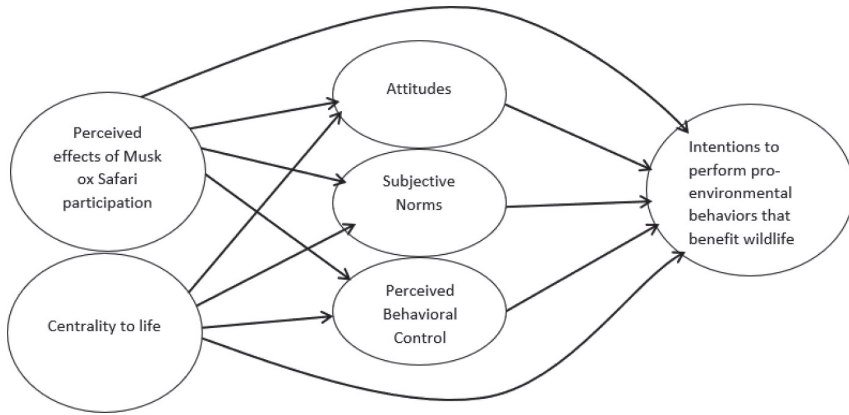 Perceived
effects of Musk
ox Safari
participation
Centrality to life
Attitudes
Subjective
Norms
Perceived
Behavioral
Control
Intentions to
perform pro-
environmental
behaviors that
benefit wildlife